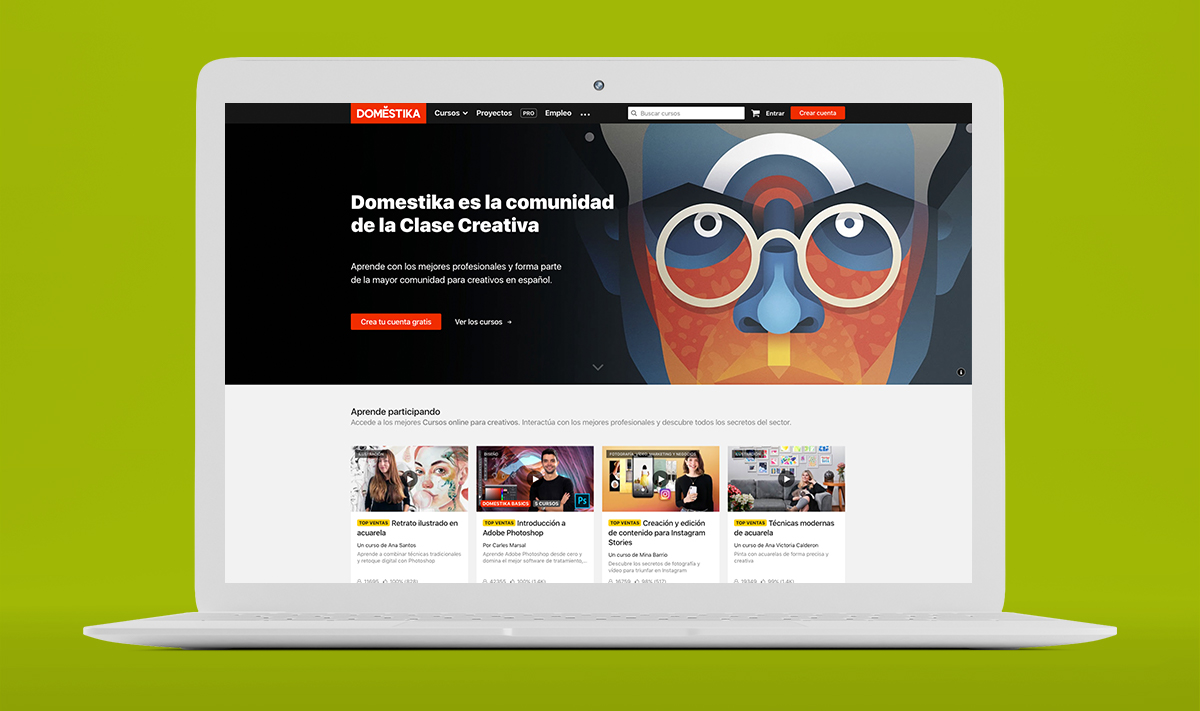 DOMESTIKA Cursos Proyectos PRO Empleo ... Buscar cursos Entrar Crear cuenta
Domestika es la comunidad
de la Clase Creativa
Aprende con los mejores profesionales y forma parte
de la mayor comunidad para creativos en español.
Crea tu cuenta gratis Ver los cursos →
Aprende participando
Accede a los mejores Cursos online para creativos. Interactúa con los mejores profesionales y descubre todos los secretos del sector.
ILUSTRACIÓN
TOP VENTAS Retrato ilustrado en
acuarela
Un curso de Ana Santos
Aprende a combinar técnicas tradicionales
y retoque digital con Photoshop
11695 100% (928)
DISEÑO
DOMESTIKA BASICS 5 CURSOS
Ps
TOP VENTAS Introducción a
Adobe Photoshop
Por Carles Marsal
Aprende Adobe Photoshop desde cero y
domina el mejor software de tratamiento,...
42355 100% (1.4K)
FOTOGRAFÍA, VÍDEO, MARKETING Y NEGOCIOS
TOP VENTAS Creación y edición
de contenido para Instagram
Stories
Un curso de Mina Barrio
Descubre los secretos de fotografía y
vídeo para triunfar en Instagram
16759 98% (517)
ILUSTRACIÓN
TOP VENTAS Técnicas modernas
de acuarela
Un curso de Ana Victoria Calderon
Pinta con acuarelas de forma precisa y
creativa
19349 99% (1.4K)